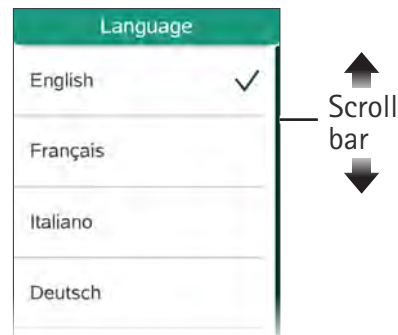 Language
English
Scroll
bar
Français
Italiano
Deutsch